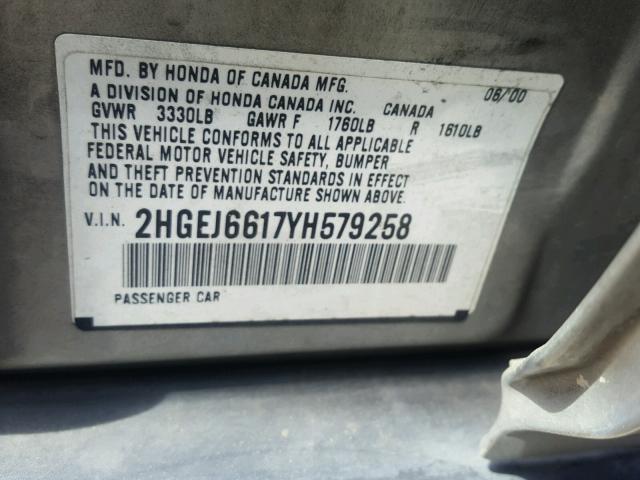 MFD. BY HONDA OF CANADA MFG. 06/00
A DIVISION OF HONDA CANADA INC. CANADA
GVWR 3330LB GAWR F 1760LB R 1610LB
THIS VEHICLE CONFORMS TO ALL APPLICABLE
FEDERAL MOTOR VEHICLE SAFETY, BUMPER
AND THEFT PREVENTION STANDARDS IN EFFECT
ON THE DATE OF MANUFACTURE SHOWN ABOVE.
V.I.N. 2HGEJ6617YH579258
PASSENGER CAR